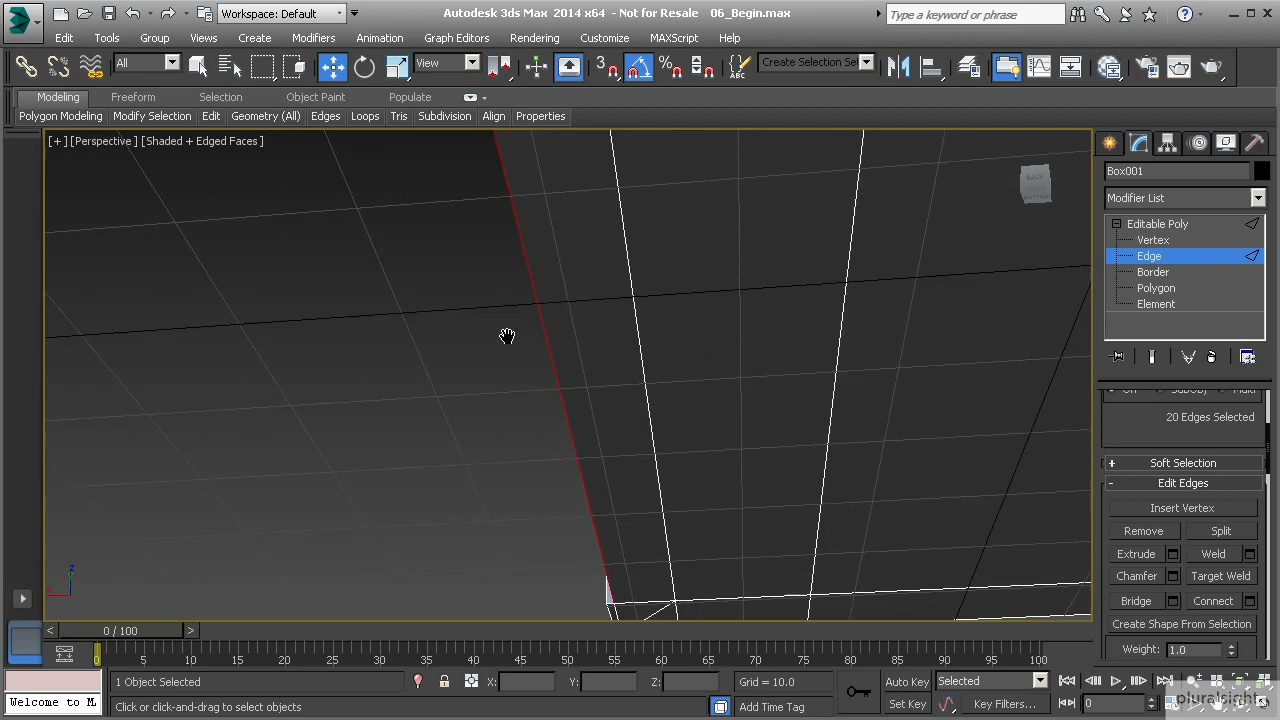 Workspace: Default
Autodesk 3ds Max 2014 x64 - Not for Resale 06_Begin.max
Type a keyword or phrase
Edit Tools Group Views Create Modifiers Animation Graph Editors Rendering Customize MAXScript Help
All View 3 Create Selection Se
Modeling Freeform Selection Object Paint Populate
Polygon Modeling Modify Selection Edit Geometry (All) Edges Loops Tris Subdivision Align Properties
[+] [Perspective] [Shaded + Edged Faces]
BACK
BOTTOM
Box001
Modifier List
Editable Poly
Vertex
Edge
Border
Polygon
Element
20 Edges Selected
+ Soft Selection
- Edit Edges
Insert Vertex
Remove Split
Extrude Weld
Chamfer Target Weld
Bridge Connect
Create Shape From Selection
Weight: 1.0
z
x
< 0 / 100 >
0 5 10 15 20 25 30 35 40 45 50 55 60 65 70 75 80 85 90 95 100
1 Object Selected X: Y: Z: Grid = 10.0 Auto Key Selected
Welcome to M Click or click-and-drag to select objects Add Time Tag Set Key Key Filters... 0
pluralsight